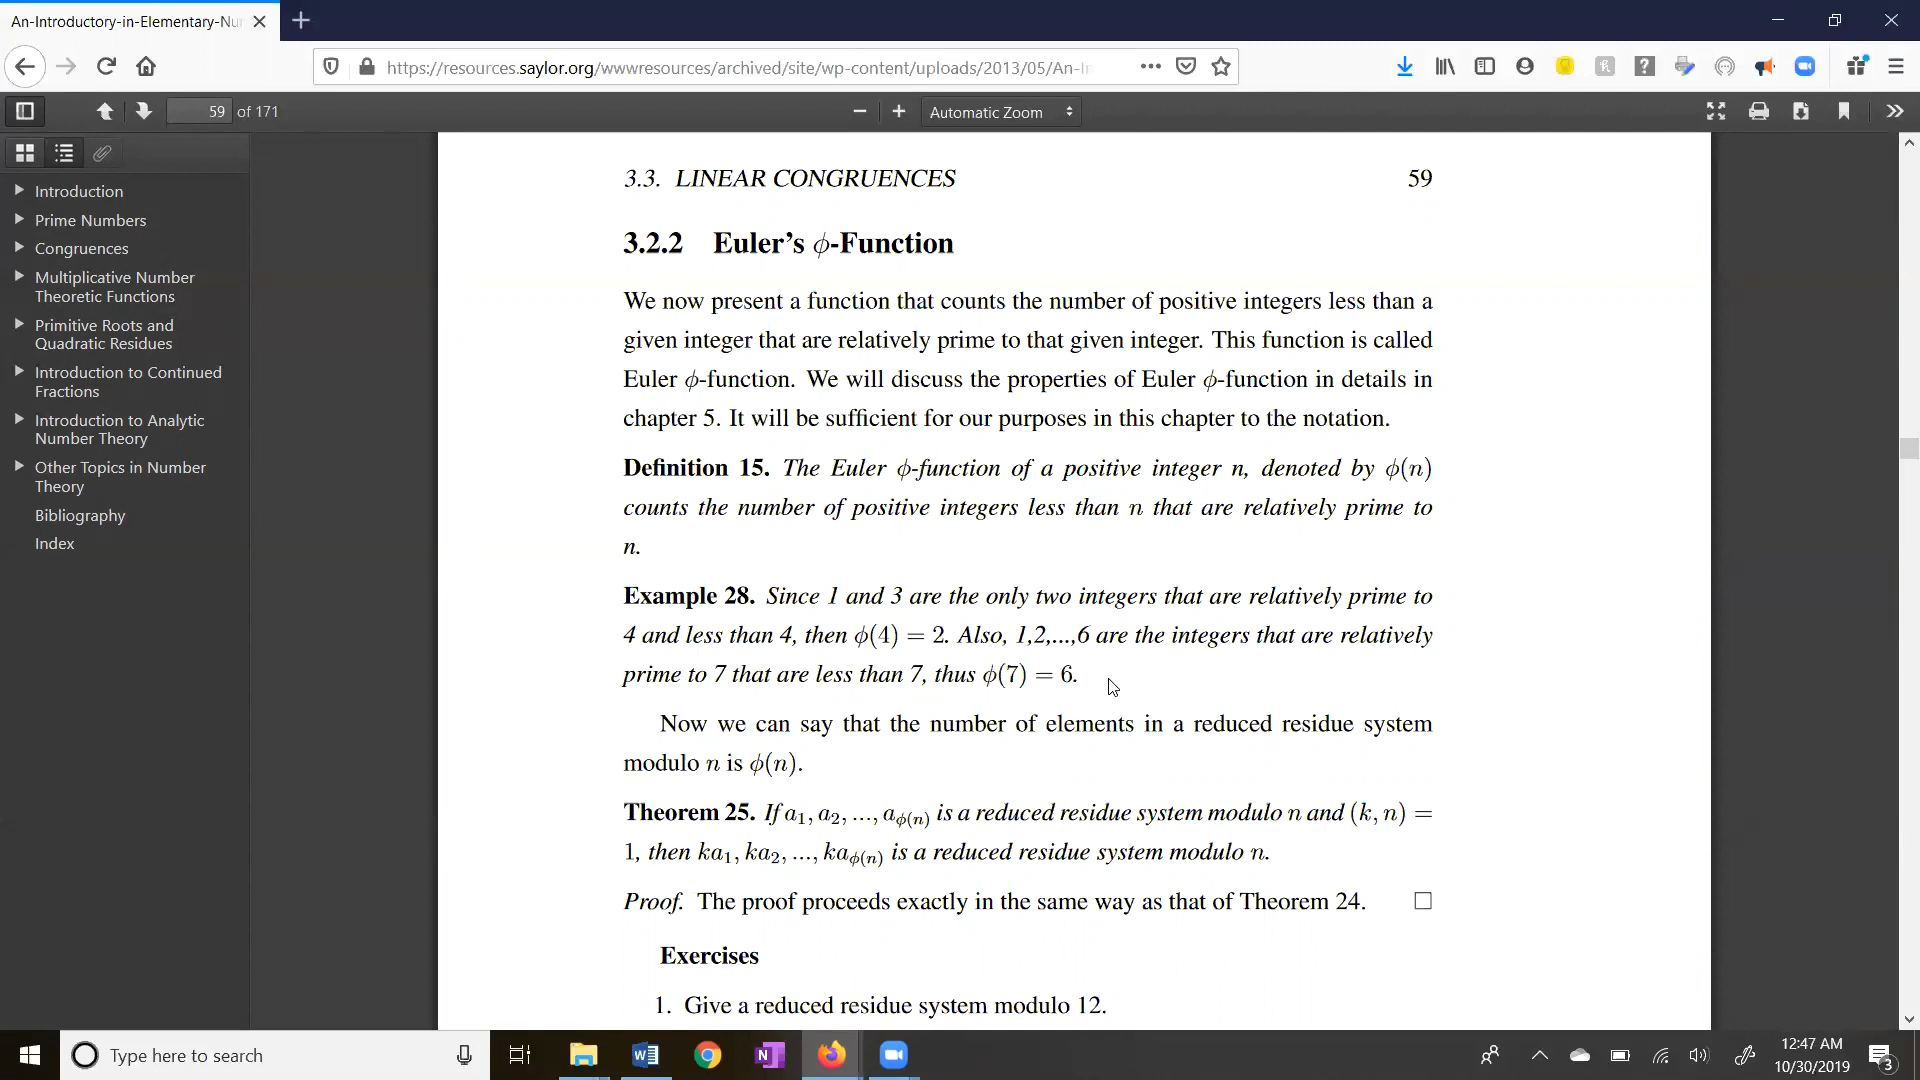 An-Introductory-in-Elementary-Nu
https://resources.saylor.org/wwwresources/archived/site/wp-content/uploads/2013/05/An-I
59 of 171
Automatic Zoom
Introduction
Prime Numbers
Congruences
Multiplicative Number
Theoretic Functions
Primitive Roots and
Quadratic Residues
Introduction to Continued
Fractions
Introduction to Analytic
Number Theory
Other Topics in Number
Theory
Bibliography
Index
3.3. LINEAR CONGRUENCES 59
3.2.2 Euler’s ϕ-Function
We now present a function that counts the number of positive integers less than a
given integer that are relatively prime to that given integer. This function is called
Euler ϕ-function. We will discuss the properties of Euler ϕ-function in details in
chapter 5. It will be sufficient for our purposes in this chapter to the notation.
Definition 15. The Euler ϕ-function of a positive integer n, denoted by ϕ(n)
counts the number of positive integers less than n that are relatively prime to
n.
Example 28. Since 1 and 3 are the only two integers that are relatively prime to
4 and less than 4, then ϕ(4) = 2. Also, 1,2,...,6 are the integers that are relatively
prime to 7 that are less than 7, thus ϕ(7) = 6.
Now we can say that the number of elements in a reduced residue system
modulo n is ϕ(n).
Theorem 25. If a₁, a₂, ..., a_ϕ(n) is a reduced residue system modulo n and (k, n) =
1, then ka₁, ka₂, ..., ka_ϕ(n) is a reduced residue system modulo n.
Proof. The proof proceeds exactly in the same way as that of Theorem 24. □
Exercises
1. Give a reduced residue system modulo 12.
Type here to search
12:47 AM
10/30/2019
3